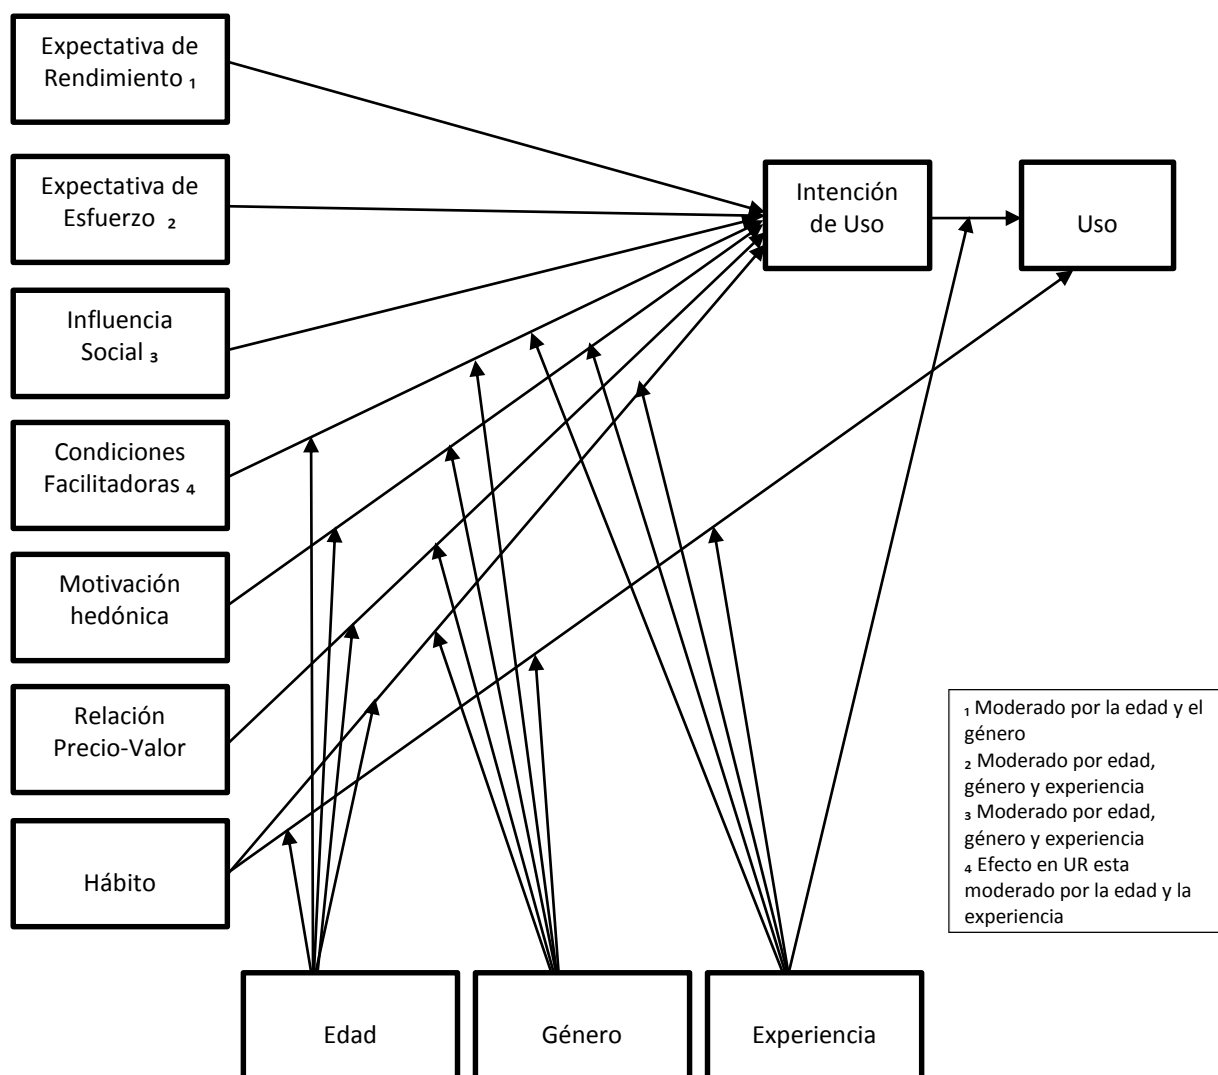 Expectativa de
Rendimiento ₁
Expectativa de
Esfuerzo ₂
Influencia
Social ₃
Condiciones
Facilitadoras ₄
Motivación
hedónica
Relación
Precio-Valor
Hábito
Intención
de Uso
Uso
₁ Moderado por la edad y el
género
₂ Moderado por edad,
género y experiencia
₃ Moderado por edad,
género y experiencia
₄ Efecto en UR esta
moderado por la edad y la
experiencia
Edad
Género
Experiencia